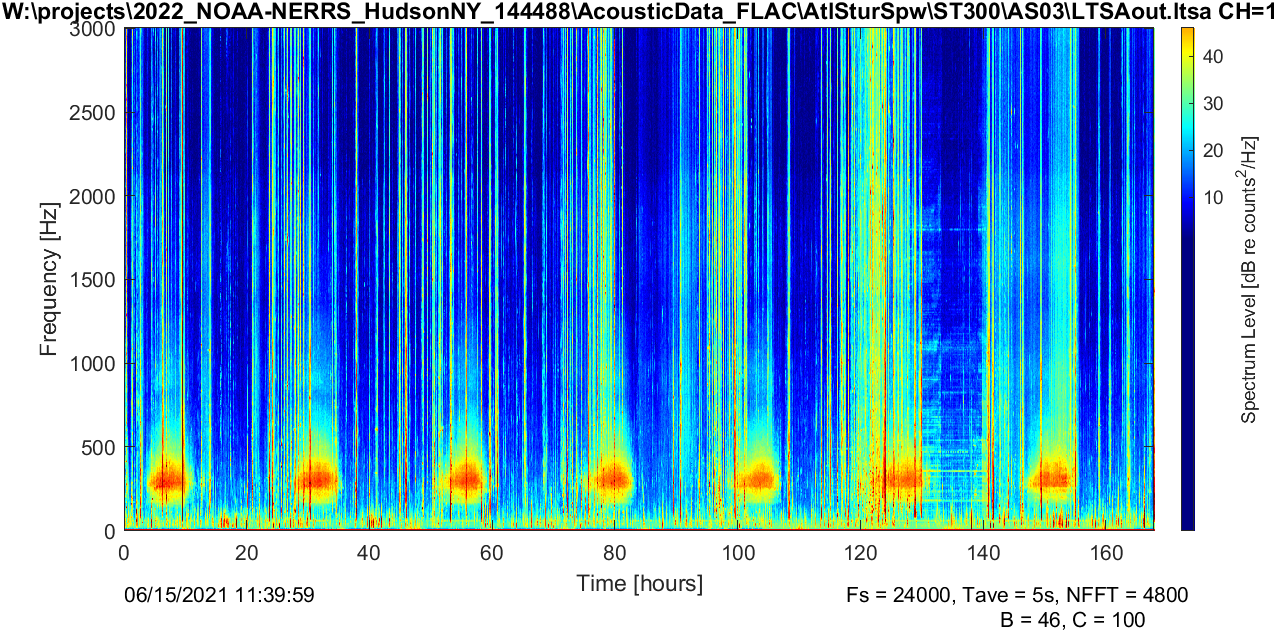 W:\projects\2022_NOAA-NERRS_HudsonNY_144488\AcousticData_FLAC\AtlSturSpw\ST300\AS03\LTSAout.ltsa CH=1
3000
2500
2000
1500
1000
500
0
Frequency [Hz]
0 20 40 60 80 100 120 140 160
Time [hours]
40
30
20
10
Spectrum Level [dB re counts²/Hz]
06/15/2021 11:39:59
Fs = 24000, Tave = 5s, NFFT = 4800
B = 46, C = 100